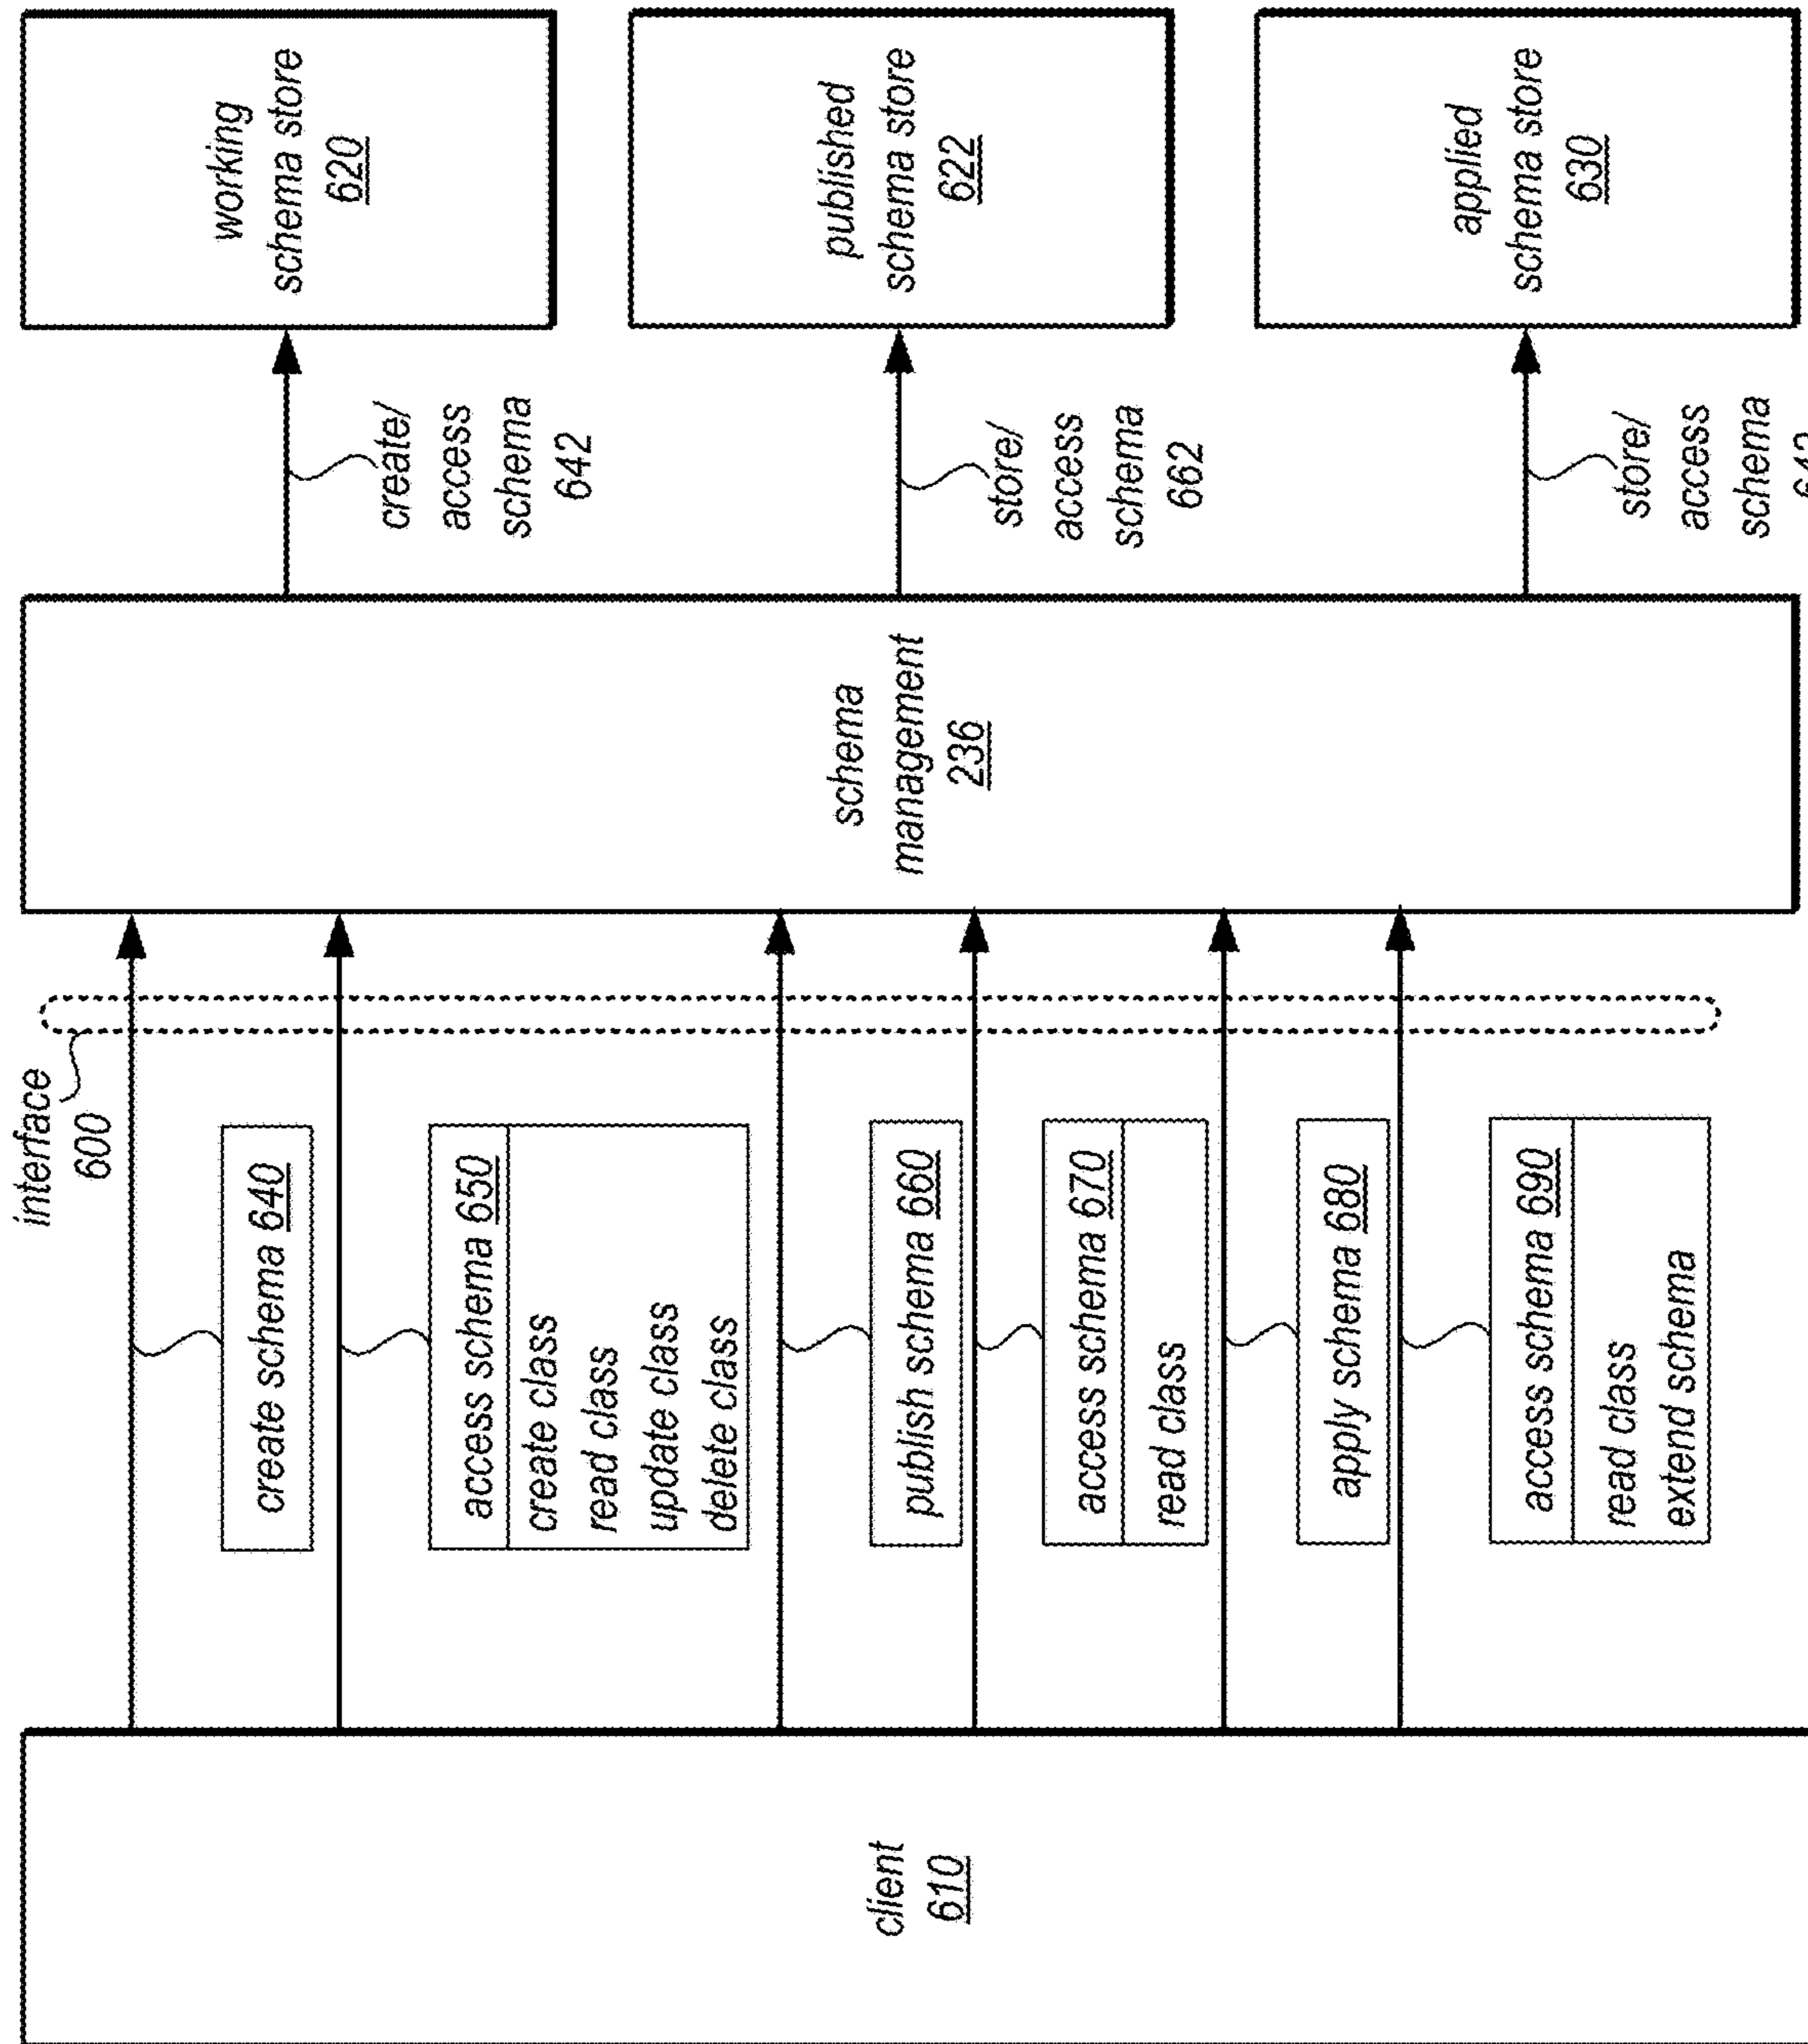 interface
600
create schema 640
access schema 650
create class
read class
update class
delete class
publish schema 660
access schema 670
read class
apply schema 680
access schema 690
read class
extend schema
client
610
schema
management
236
create/
access
schema
642
store/
access
schema
662
store/
access
schema
working
schema store
620
published
schema store
622
applied
schema store
630